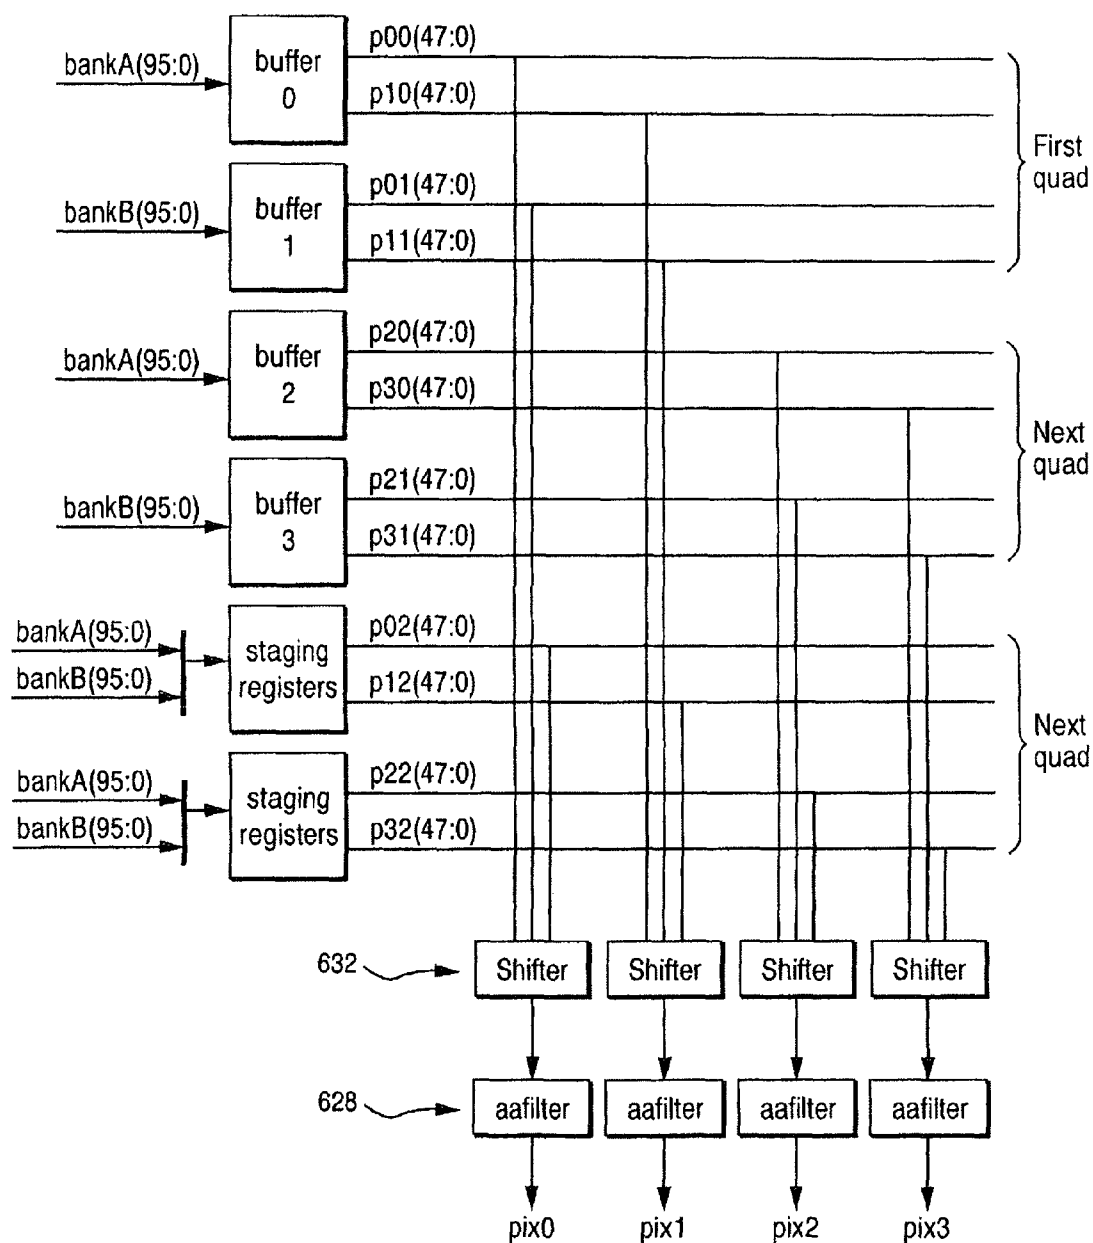 p00(47:0)
bankA(95:0)
buffer
0
p10(47:0)
First
quad
p01(47:0)
bankB(95:0)
buffer
1
p11(47:0)
p20(47:0)
bankA(95:0)
buffer
2
p30(47:0)
Next
quad
p21(47:0)
bankB(95:0)
buffer
3
p31(47:0)
p02(47:0)
bankA(95:0)
bankB(95:0)
staging
registers
p12(47:0)
Next
quad
p22(47:0)
bankA(95:0)
bankB(95:0)
staging
registers
p32(47:0)
632
Shifter
Shifter
Shifter
Shifter
628
aafilter
aafilter
aafilter
aafilter
pix0
pix1
pix2
pix3